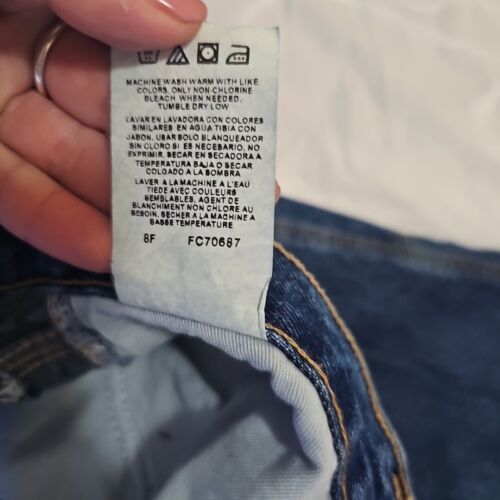 MACHINE WASH WARM WITH LIKE
COLORS. ONLY NON-CHLORINE
BLEACH WHEN NEEDED.
TUMBLE DRY LOW
LAVAR EN LAVADORA CON COLORES
SIMILARES EN AGUA TIBIA CON
JABON. USAR SOLO BLANQUEADOR
SIN CLORO SI ES NECESARIO. NO
EXPRIMIR. SECAR EN SECADORA A
TEMPERATURA BAJA O SECAR
COLGADO A LA SOMBRA
LAVER A LA MACHINE A L'EAU
TIEDE AVEC COULEURS
SEMBLABLES, AGENT DE
BLANCHIMENT NON CHLORE AU
BESOIN, SECHER A LA MACHINE A
BASSE TEMPERATURE
8F FC70687